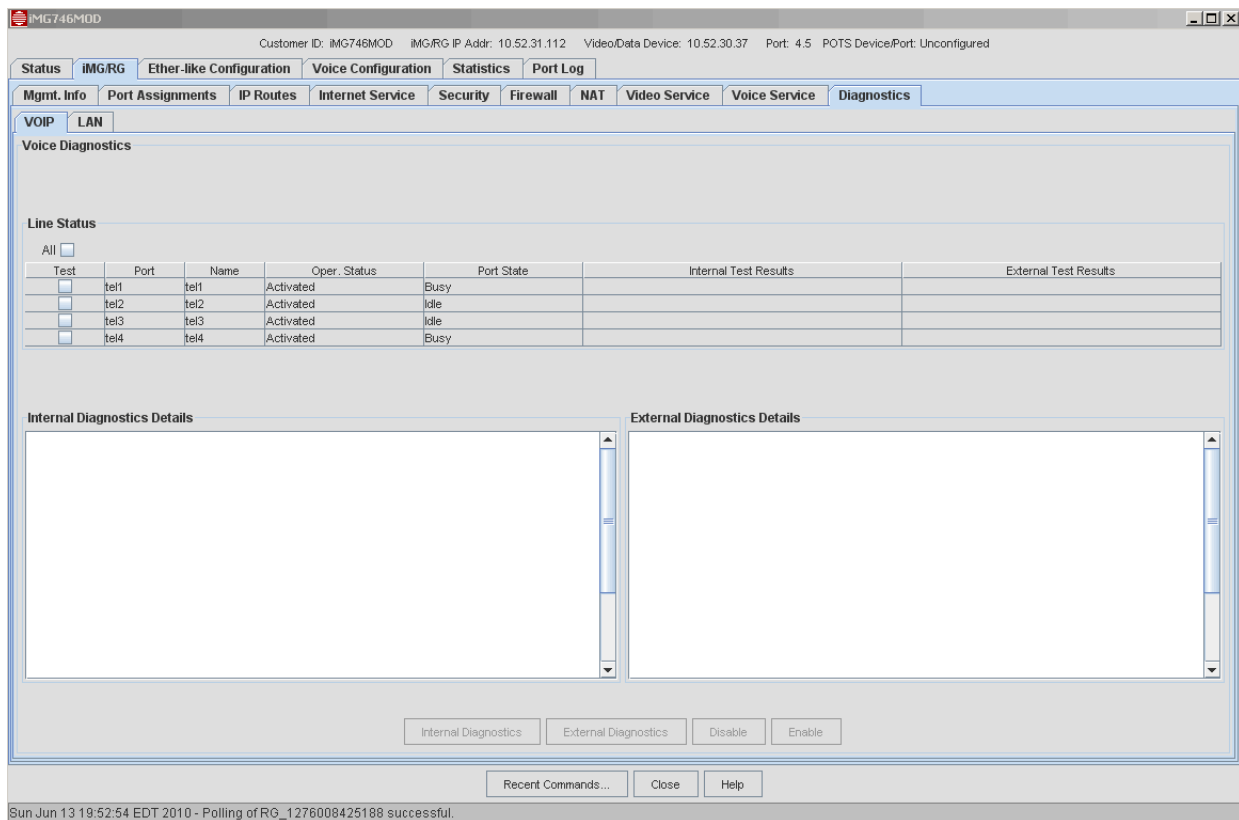 iMG746MOD
Customer ID: iMG746MOD iMG/RG IP Addr: 10.52.31.112 Video/Data Device: 10.52.30.37 Port: 4.5 POTS Device/Port: Unconfigured
Status iMG/RG Ether-like Configuration Voice Configuration Statistics Port Log
Mgmt. Info Port Assignments IP Routes Internet Service Security Firewall NAT Video Service Voice Service Diagnostics
VOIP LAN
Voice Diagnostics
Line Status
All
Test Port Name Oper. Status Port State Internal Test Results External Test Results
tel1 tel1 Activated Busy
tel2 tel2 Activated Idle
tel3 tel3 Activated Idle
tel4 tel4 Activated Busy
Internal Diagnostics Details External Diagnostics Details
Internal Diagnostics External Diagnostics Disable Enable
Recent Commands... Close Help
Sun Jun 13 19:52:54 EDT 2010 - Polling of RG_1276008425188 successful.